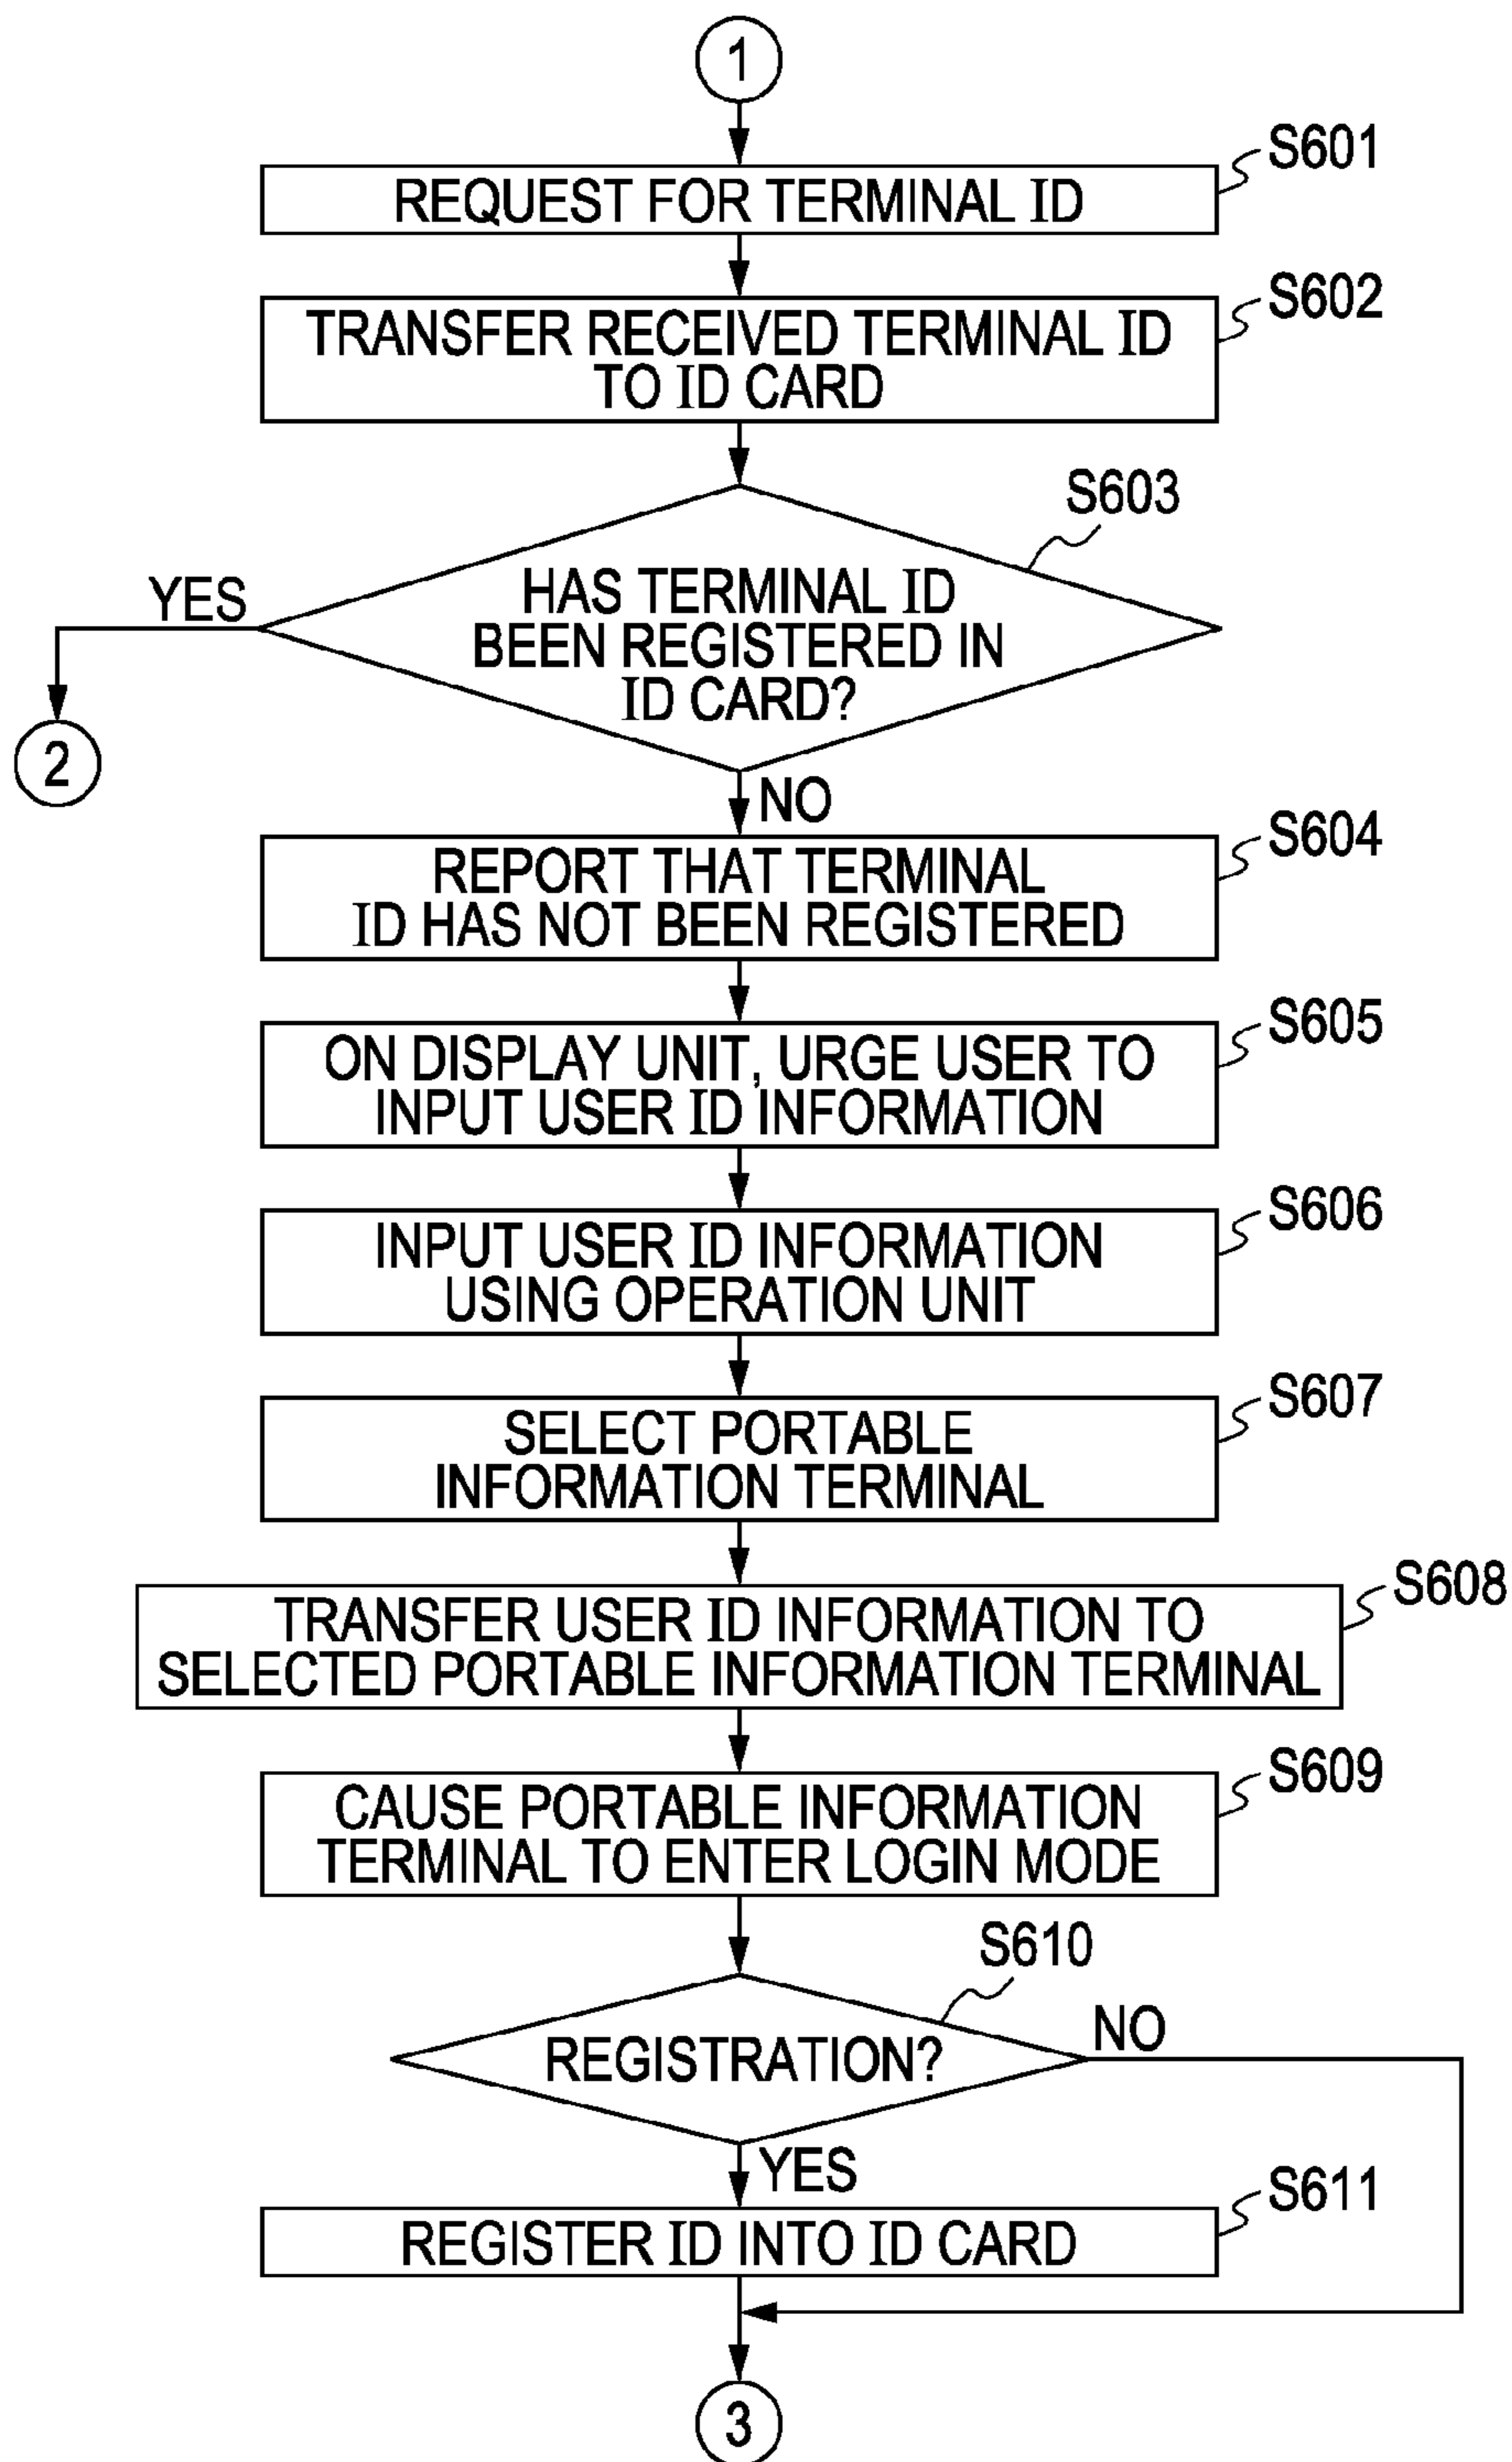 1
S601
REQUEST FOR TERMINAL ID
S602
TRANSFER RECEIVED TERMINAL ID
TO ID CARD
S603
HAS TERMINAL ID
BEEN REGISTERED IN
ID CARD?
YES
2
NO
S604
REPORT THAT TERMINAL
ID HAS NOT BEEN REGISTERED
S605
ON DISPLAY UNIT, URGE USER TO
INPUT USER ID INFORMATION
S606
INPUT USER ID INFORMATION
USING OPERATION UNIT
S607
SELECT PORTABLE
INFORMATION TERMINAL
S608
TRANSFER USER ID INFORMATION TO
SELECTED PORTABLE INFORMATION TERMINAL
S609
CAUSE PORTABLE INFORMATION
TERMINAL TO ENTER LOGIN MODE
S610
REGISTRATION?
NO
YES
S611
REGISTER ID INTO ID CARD
3